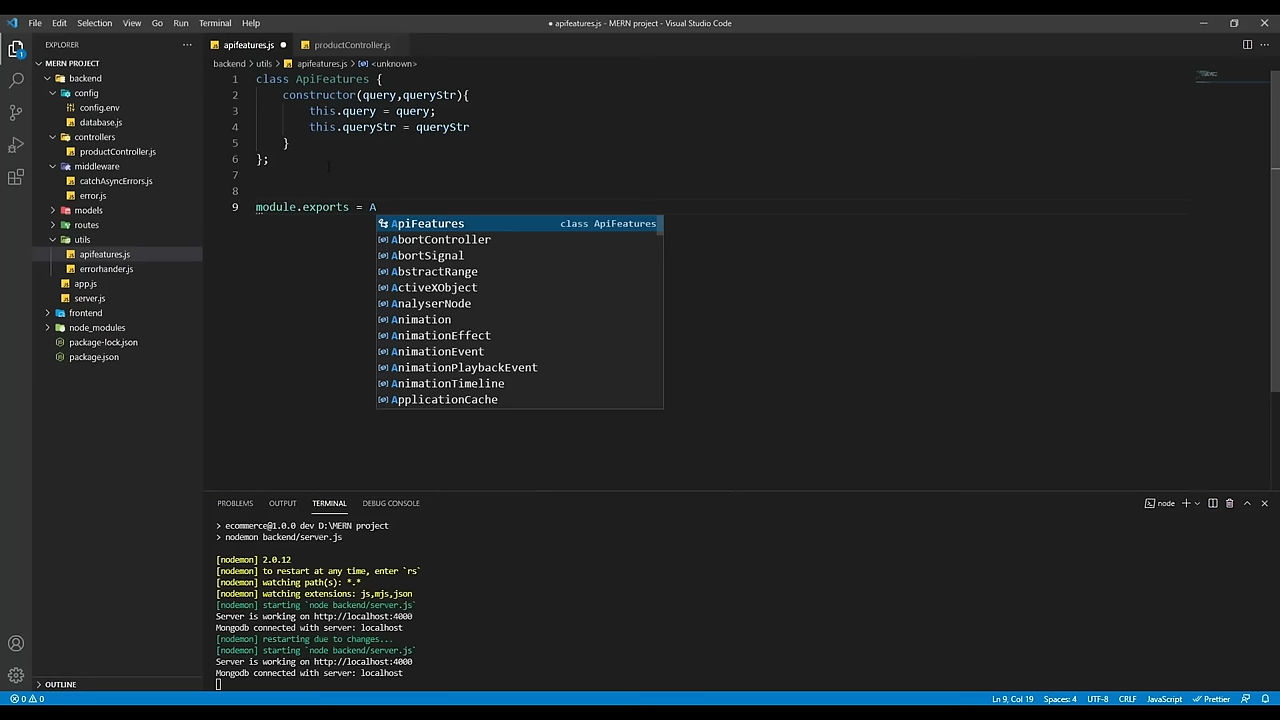 File Edit Selection View Go Run Terminal Help
● apifeatures.js - MERN project - Visual Studio Code
EXPLORER
MERN PROJECT
backend
config
config.env
database.js
controllers
productController.js
middleware
catchAsyncErrors.js
error.js
models
routes
utils
apifeatures.js
errorhander.js
app.js
server.js
frontend
node_modules
package-lock.json
package.json
OUTLINE
apifeatures.js ● productController.js
backend > utils > apifeatures.js > <unknown>
1 class ApiFeatures {
2 constructor(query,queryStr){
3 this.query = query;
4 this.queryStr = queryStr
5 }
6 };
7
8
9 module.exports = A
ApiFeatures class ApiFeatures
AbortController
AbortSignal
AbstractRange
ActiveXObject
AnalyserNode
Animation
AnimationEffect
AnimationEvent
AnimationPlaybackEvent
AnimationTimeline
ApplicationCache
PROBLEMS OUTPUT TERMINAL DEBUG CONSOLE
node
> ecommerce@1.0.0 dev D:\MERN project
> nodemon backend/server.js
[nodemon] 2.0.12
[nodemon] to restart at any time, enter `rs`
[nodemon] watching path(s): *.*
[nodemon] watching extensions: js,mjs,json
[nodemon] starting `node backend/server.js`
Server is working on http://localhost:4000
Mongodb connected with server: localhost
[nodemon] restarting due to changes...
[nodemon] starting `node backend/server.js`
Server is working on http://localhost:4000
Mongodb connected with server: localhost
0 0 Ln 9, Col 19 Spaces: 4 UTF-8 CRLF JavaScript Prettier